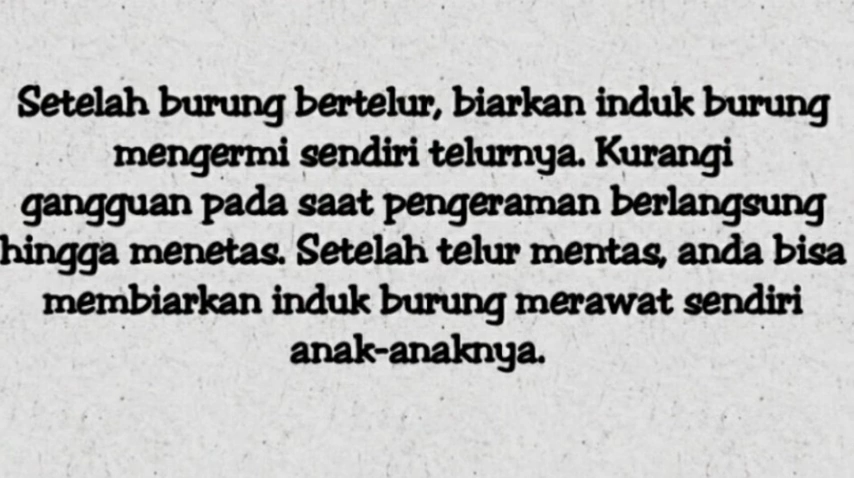 Setelah burung bertelur, biarkan induk burung
mengermi sendiri telurnya. Kurangi
gangguan pada saat pengeraman berlangsung
hingga menetas. Setelah telur mentas, anda bisa
membiarkan induk burung merawat sendiri
anak-anaknya.